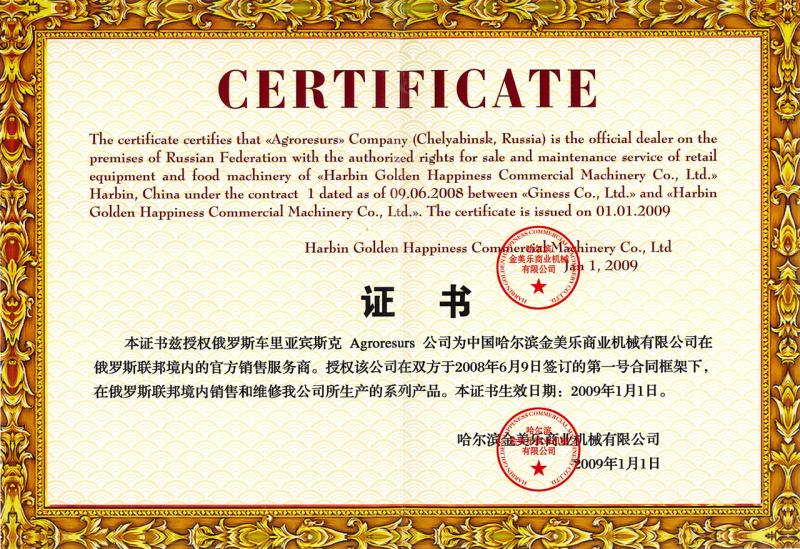 CERTIFICATE
The certificate certifies that «Agroresurs» Company (Chelyabinsk, Russia) is the official dealer on the
premises of Russian Federation with the authorized rights for sale and maintenance service of retail
equipment and food machinery of «Harbin Golden Happiness Commercial Machinery Co., Ltd.»
Harbin, China under the contract 1 dated as of 09.06.2008 between «Giness Co., Ltd.» and «Harbin
Golden Happiness Commercial Machinery Co., Ltd.». The certificate is issued on 01.01.2009
Harbin Golden Happiness Commercial Machinery Co., Ltd
Jan 1, 2009
HARBIN GOLDEN HAPPINESS COMMERCIAL MACHINERY CO.,LTD.
哈尔滨
金美乐商业机械
有限公司
证 书
本证书兹授权俄罗斯车里亚宾斯克 Agroresurs 公司为中国哈尔滨金美乐商业机械有限公司在
俄罗斯联邦境内的官方销售服务商。授权该公司在双方于2008年6月9日签订的第一号合同框架下，
在俄罗斯联邦境内销售和维修我公司所生产的系列产品。本证书生效日期：2009年1月1日。
哈尔滨金美乐商业机械有限公司
2009年1月1日
HARBIN GOLDEN HAPPINESS COMMERCIAL MACHINERY CO.,LTD.
哈尔滨
金美乐商业机械
有限公司